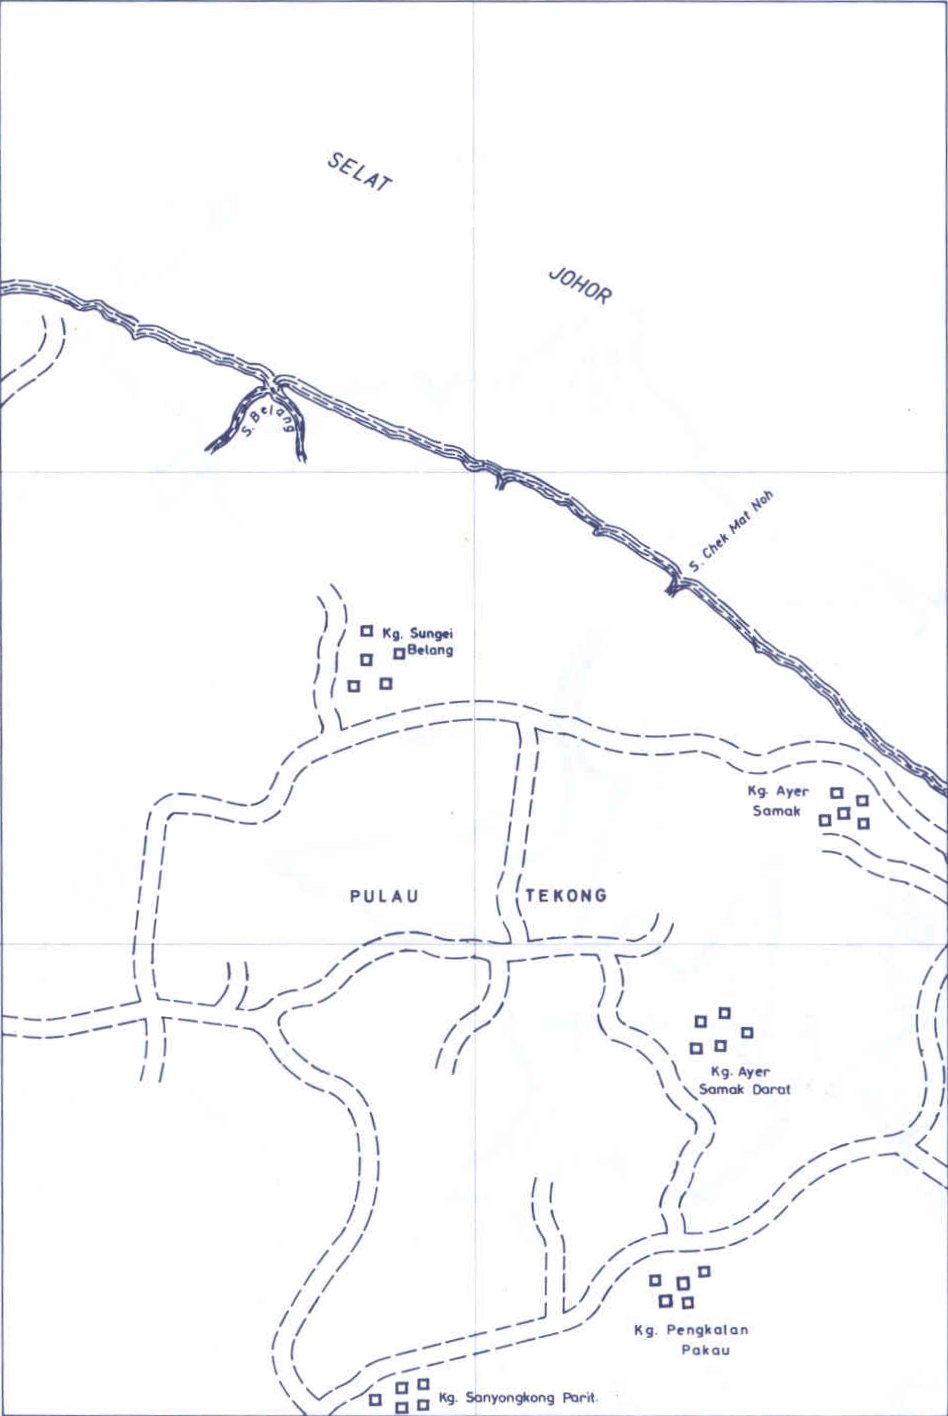 SELAT
JOHOR
S. Belang
S. Chek Mat Noh
Kg. Sungei
Belang
Kg. Ayer
Samak
PULAU TEKONG
Kg. Ayer
Samak Darat
Kg. Pengkalan
Pakau
Kg. Sanyongkong Parit.